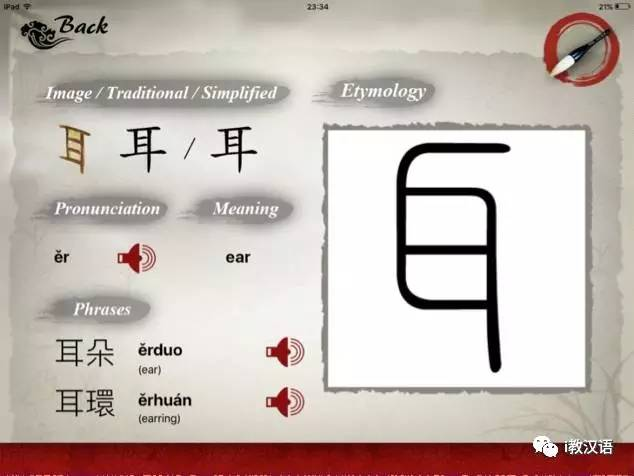 iPad 23:34 21%
Back
Image / Traditional / Simplified
Etymology
耳 / 耳
Pronunciation Meaning
ěr ear
Phrases
耳朵 ěrduo
(ear)
耳環 ěrhuán
(earring)
i教汉语